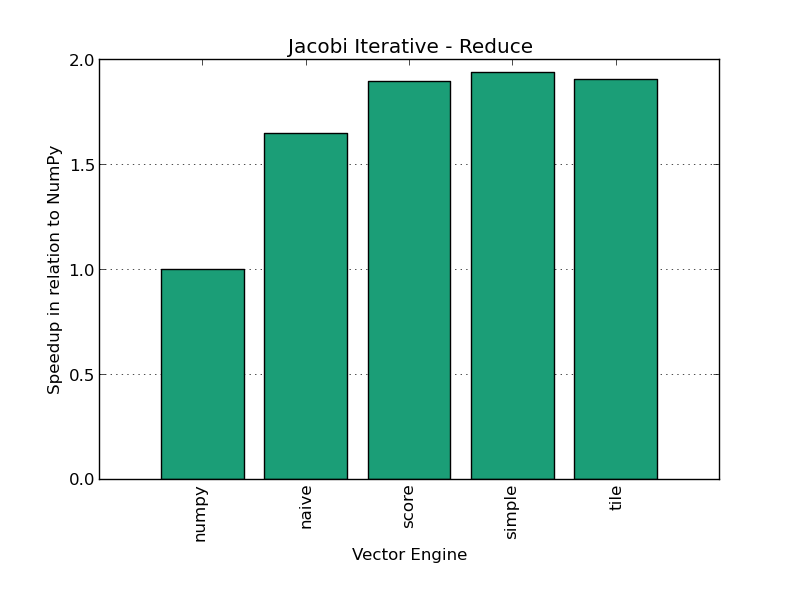 Jacobi Iterative - Reduce
2.0
1.5
1.0
0.5
0.0
Speedup in relation to NumPy
numpy
naive
score
simple
tile
Vector Engine